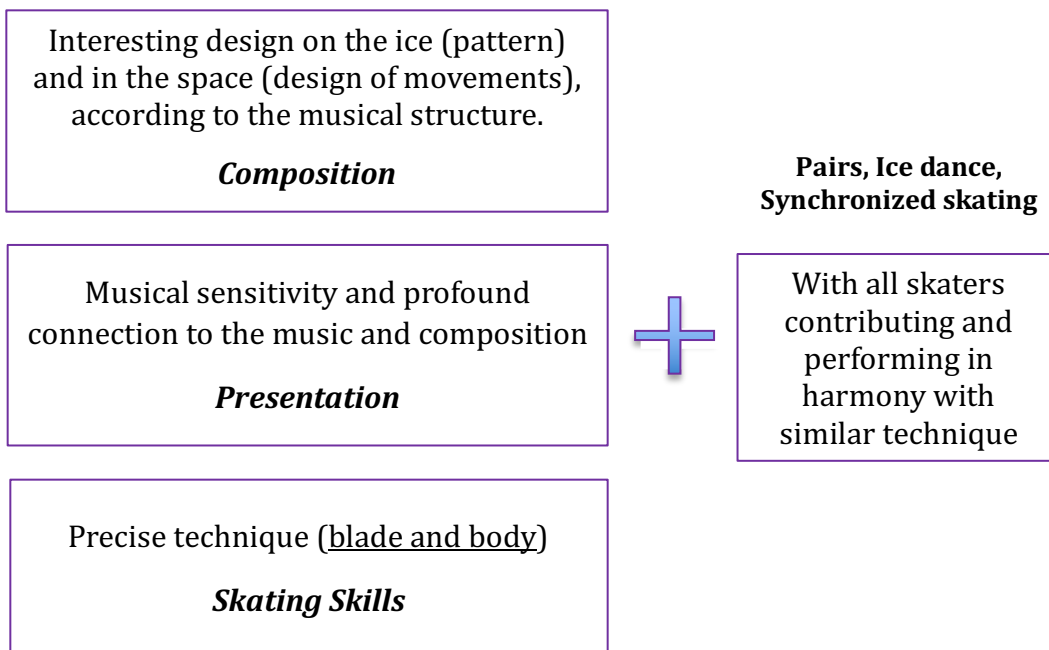 Interesting design on the ice (pattern)
and in the space (design of movements),
according to the musical structure.
Composition
Musical sensitivity and profound
connection to the music and composition
Presentation
Precise technique (blade and body)
Skating Skills
Pairs, Ice dance,
Synchronized skating
With all skaters
contributing and
performing in
harmony with
similar technique